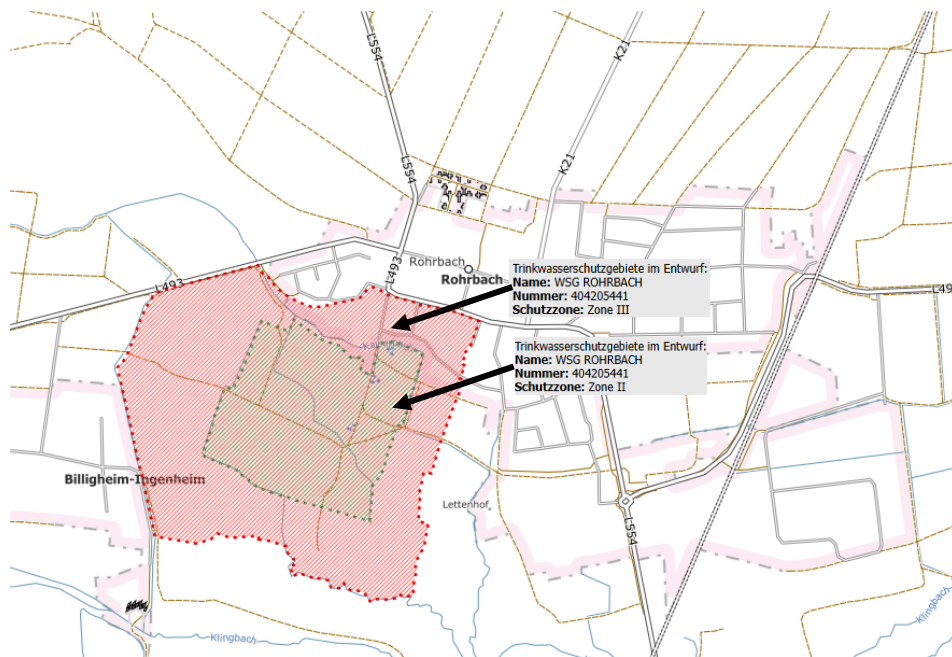 L554
K21
L554
K21
Rohrbach
Rohrbach
L493
L493
L49
Trinkwasserschutzgebiete im Entwurf:
Name: WSG ROHRBACH
Nummer: 404205441
Schutzzone: Zone III
Trinkwasserschutzgebiete im Entwurf:
Name: WSG ROHRBACH
Nummer: 404205441
Schutzzone: Zone II
Billigheim-Ingenheim
Lettenhof
L554
Klingbach
Klingbach